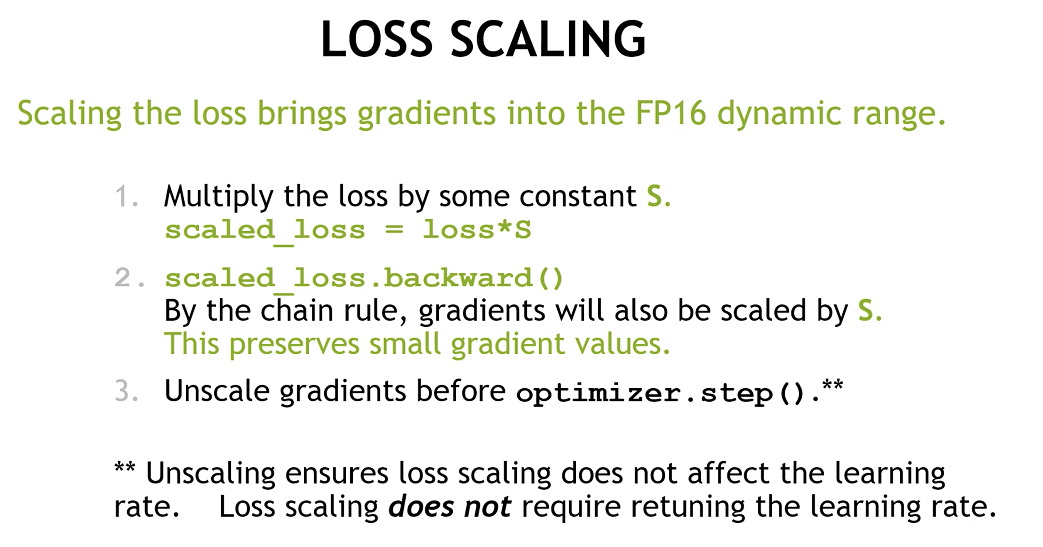 LOSS SCALING
Scaling the loss brings gradients into the FP16 dynamic range.
1. Multiply the loss by some constant S.
scaled_loss = loss*S
2. scaled_loss.backward()
By the chain rule, gradients will also be scaled by S.
This preserves small gradient values.
3. Unscale gradients before optimizer.step().**
** Unscaling ensures loss scaling does not affect the learning
rate. Loss scaling does not require retuning the learning rate.